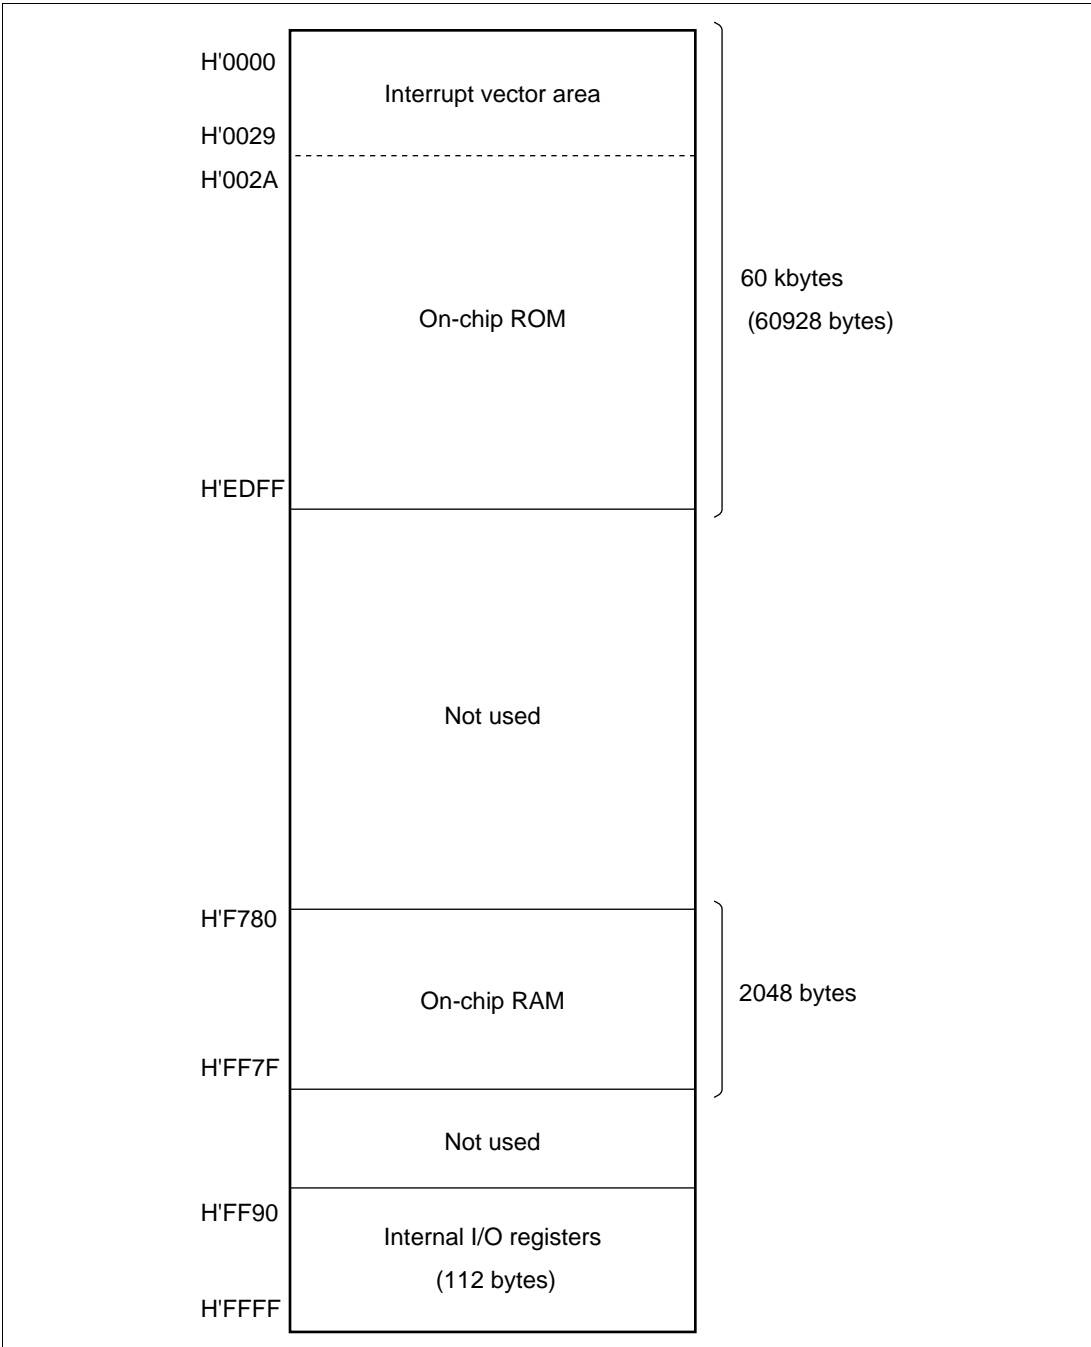 H'0000
Interrupt vector area
H'0029
H'002A
60 kbytes
On-chip ROM
(60928 bytes)
H'EDFF
Not used
H'F780
On-chip RAM
2048 bytes
H'FF7F
Not used
H'FF90
Internal I/O registers
(112 bytes)
H'FFFF